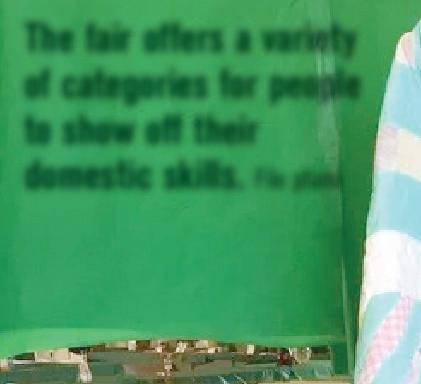 The fair offers a variety
of categories for people
to show off their
domestic skills. File photo